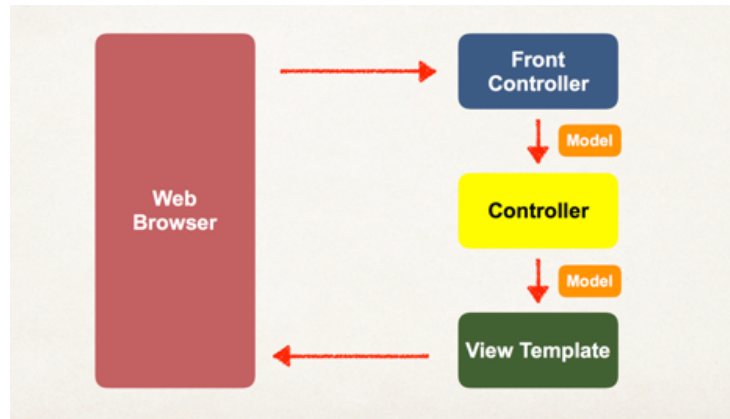 Web
Browser
Front
Controller
Model
Controller
Model
View Template